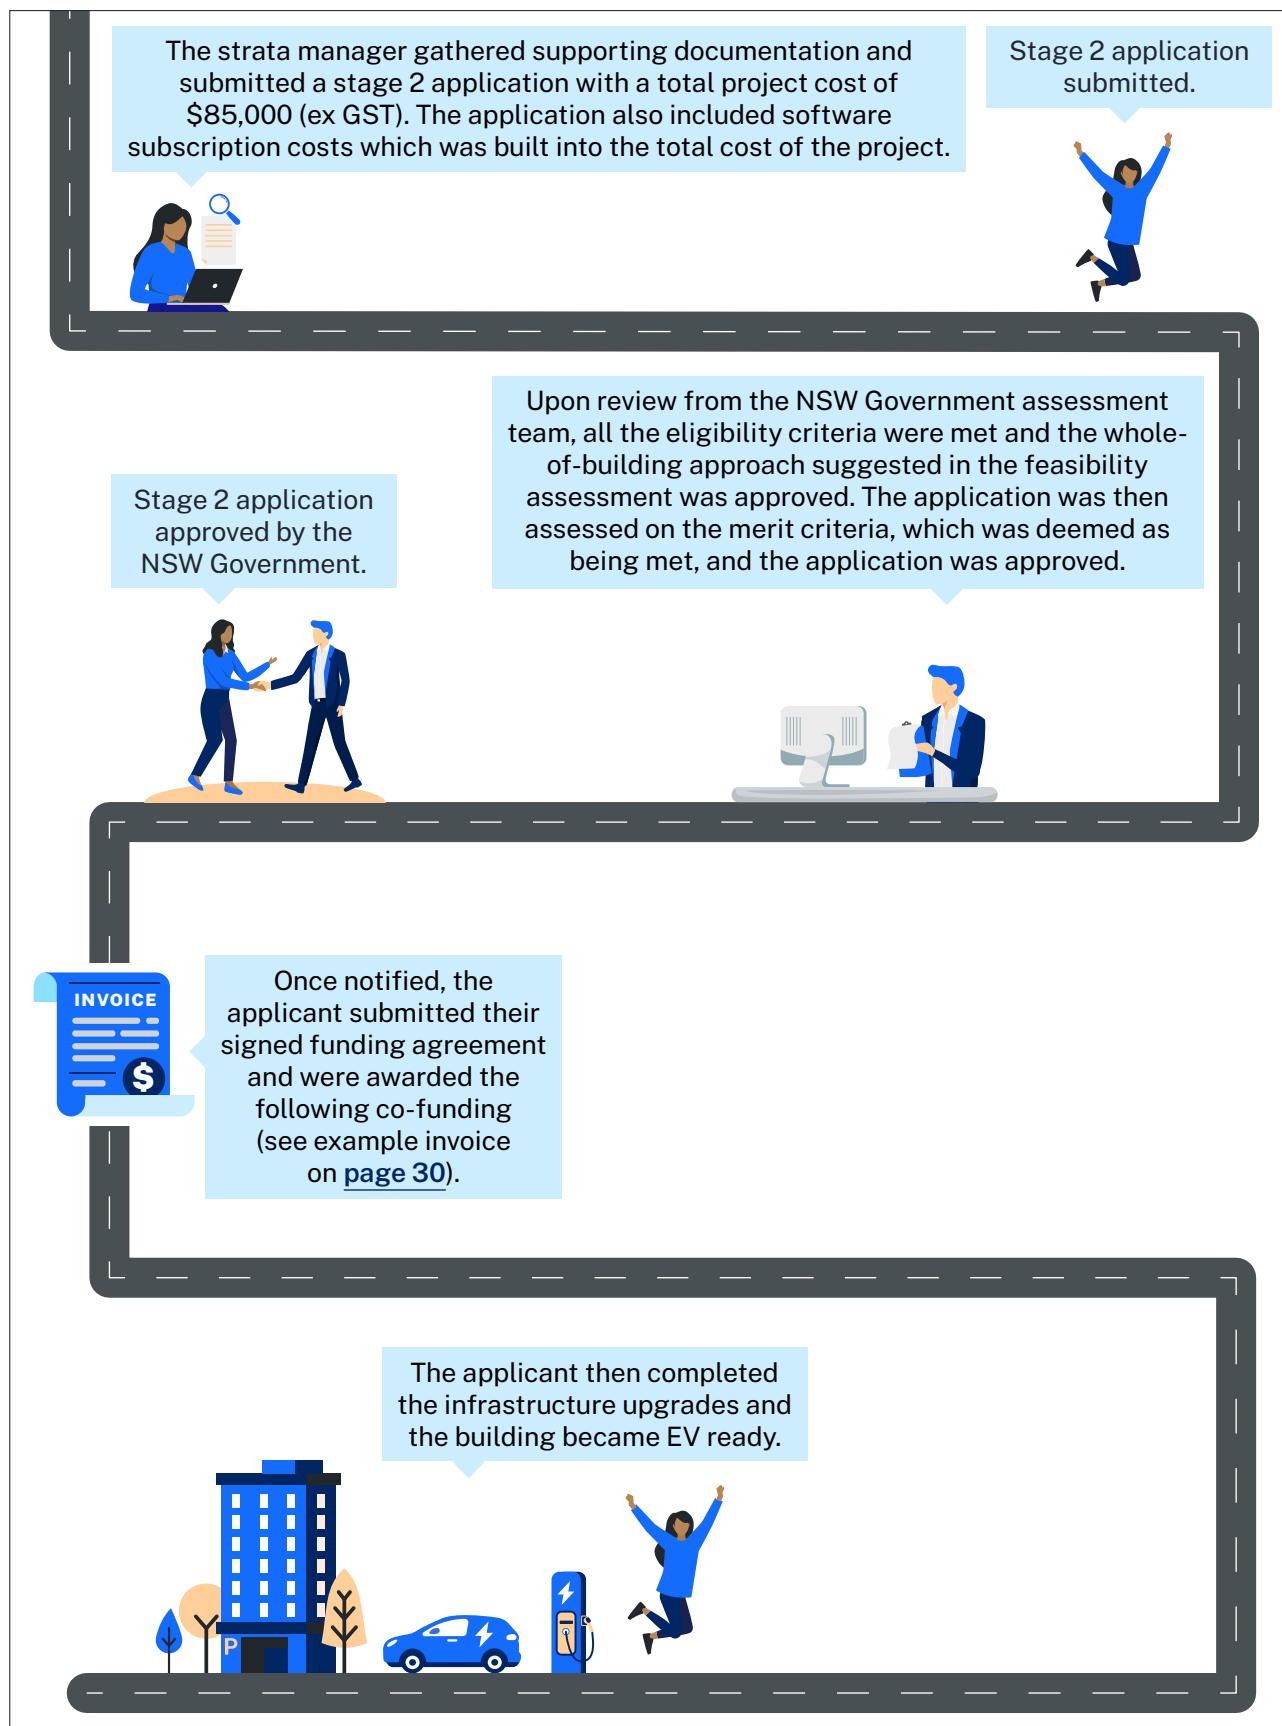 The strata manager gathered supporting documentation and
submitted a stage 2 application with a total project cost of
$85,000 (ex GST). The application also included software
subscription costs which was built into the total cost of the project.
Stage 2 application
submitted.
Upon review from the NSW Government assessment
team, all the eligibility criteria were met and the whole-
of-building approach suggested in the feasibility
assessment was approved. The application was then
assessed on the merit criteria, which was deemed as
being met, and the application was approved.
Stage 2 application
approved by the
NSW Government.
INVOICE
$
Once notified, the
applicant submitted their
signed funding agreement
and were awarded the
following co-funding
(see example invoice
on page 30).
The applicant then completed
the infrastructure upgrades and
the building became EV ready.
P